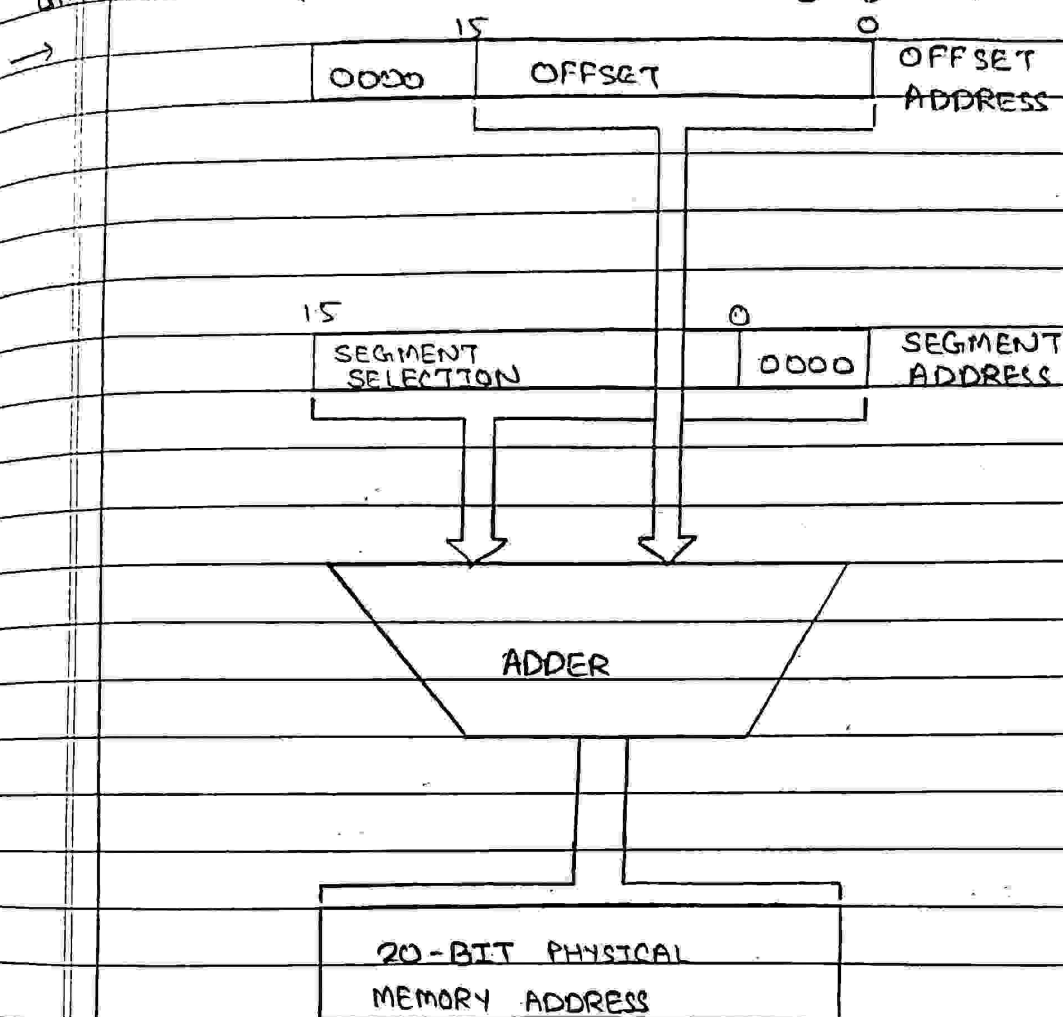 15
0
0000
OFFSET
OFFSET
ADDRESS
15
0
SEGMENT
SELECTION
0000
SEGMENT
ADDRESS
ADDER
20-BIT PHYSICAL
MEMORY ADDRESS